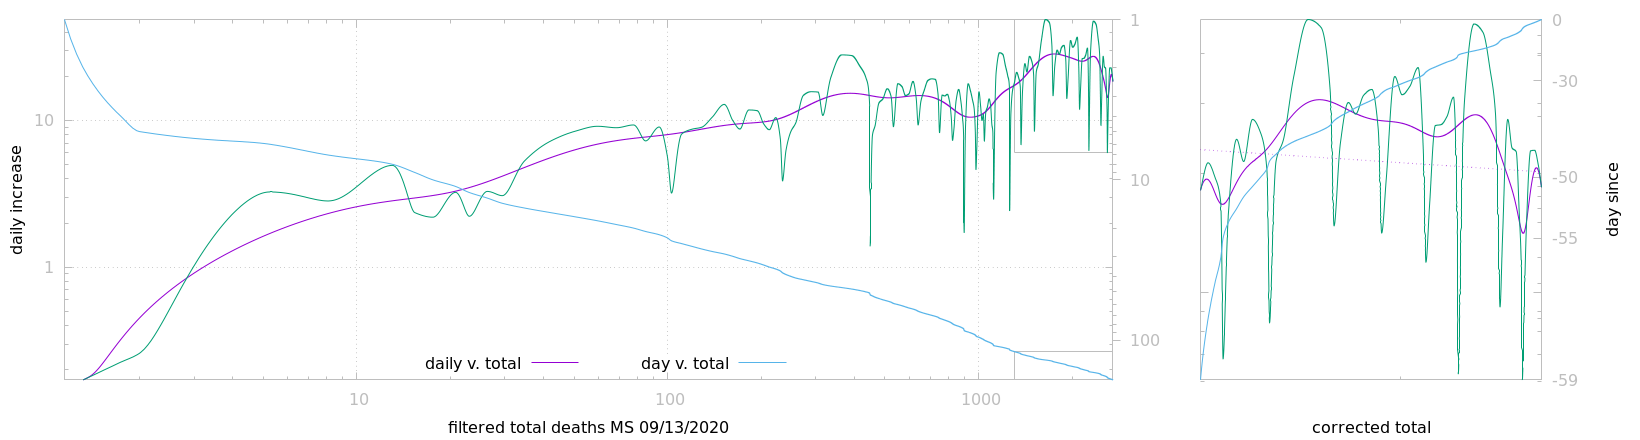 10
1
daily increase
daily v. total
day v. total
10
100
1000
filtered total deaths MS 09/13/2020
1
10
100
0
-30
-50
-55
-59
day since
corrected total